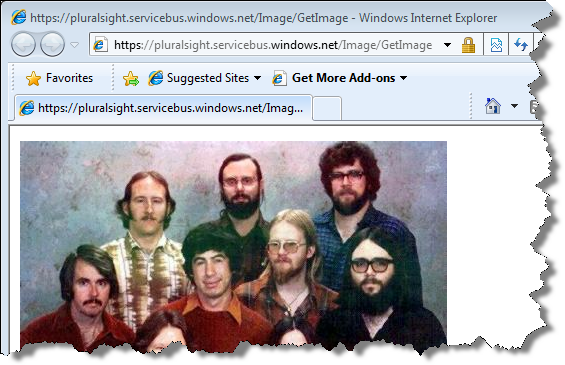 https://pluralsight.servicebus.windows.net/Image/GetImage - Windows Internet Explorer
https://pluralsight.servicebus.windows.net/Image/GetImage
Favorites Suggested Sites Get More Add-ons
https://pluralsight.servicebus.windows.net/Imag...